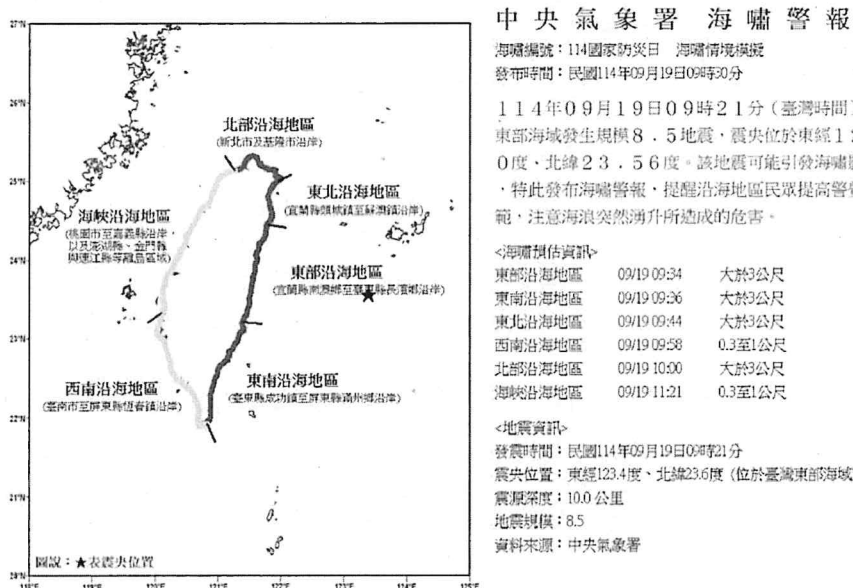 中央氣象署 海嘯警報
海嘯編號：114國家防災日 海嘯情境模擬
發布時間：民國114年09月19日09時30分
114年09月19日09時21分（臺灣時間）
東部海域發生規模8.5地震，震央位於東經12
0度、北緯23.56度。該地震可能引發海嘯
，特此發布海嘯警報，提醒沿海地區民眾提高警
範，注意海浪突然湧升所造成的危害。
<海嘯預估資訊>
東部沿海地區 09/19 09:34 大於3公尺
東南沿海地區 09/19 09:36 大於3公尺
東北沿海地區 09/19 09:44 大於3公尺
西南沿海地區 09/19 09:58 0.3至1公尺
北部沿海地區 09/19 10:00 大於3公尺
海峽沿海地區 09/19 11:21 0.3至1公尺
<地震資訊>
發震時間：民國114年09月19日09時21分
震央位置：東經123.4度、北緯23.6度（位於臺灣東部海域
震源深度：10.0 公里
地震規模：8.5
資料來源：中央氣象署
26°N
25°N
24°N
23°N
22°N
21°N
20°N
北部沿海地區
(新北市及基隆市沿岸)
東北沿海地區
(宜蘭縣頭城鎮至蘇澳鎮沿岸)
海峽沿海地區
(桃園市至嘉義縣沿岸，
以及澎湖縣、金門縣
與連江縣等離島區域)
東部沿海地區
(宜蘭縣南澳鄉至臺東縣長濱鄉沿岸)
東南沿海地區
(臺東縣成功鎮至屏東縣滿州鄉沿岸)
西南沿海地區
(臺南市至屏東縣恆春鎮沿岸)
圖說：★表震央位置